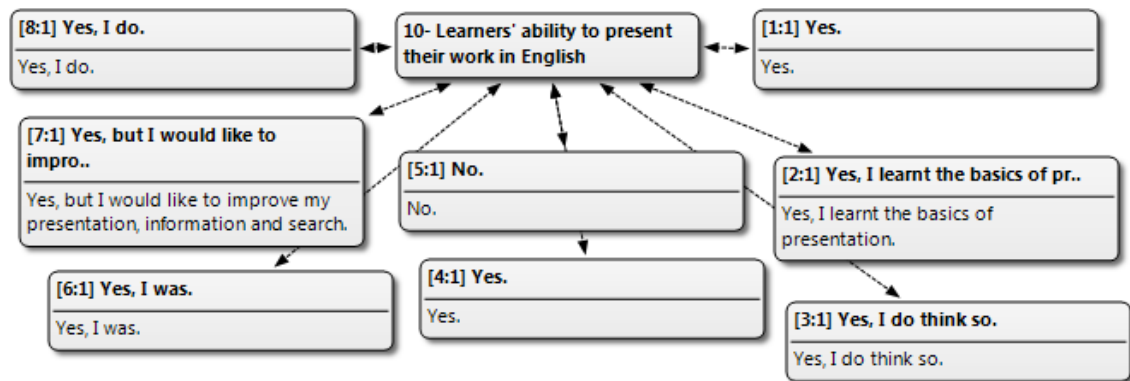 [8:1] Yes, I do.
Yes, I do.
10- Learners' ability to present
their work in English
[1:1] Yes.
Yes.
[7:1] Yes, but I would like to
impro..
Yes, but I would like to improve my
presentation, information and search.
[5:1] No.
No.
[2:1] Yes, I learnt the basics of pr..
Yes, I learnt the basics of
presentation.
[6:1] Yes, I was.
Yes, I was.
[4:1] Yes.
Yes.
[3:1] Yes, I do think so.
Yes, I do think so.